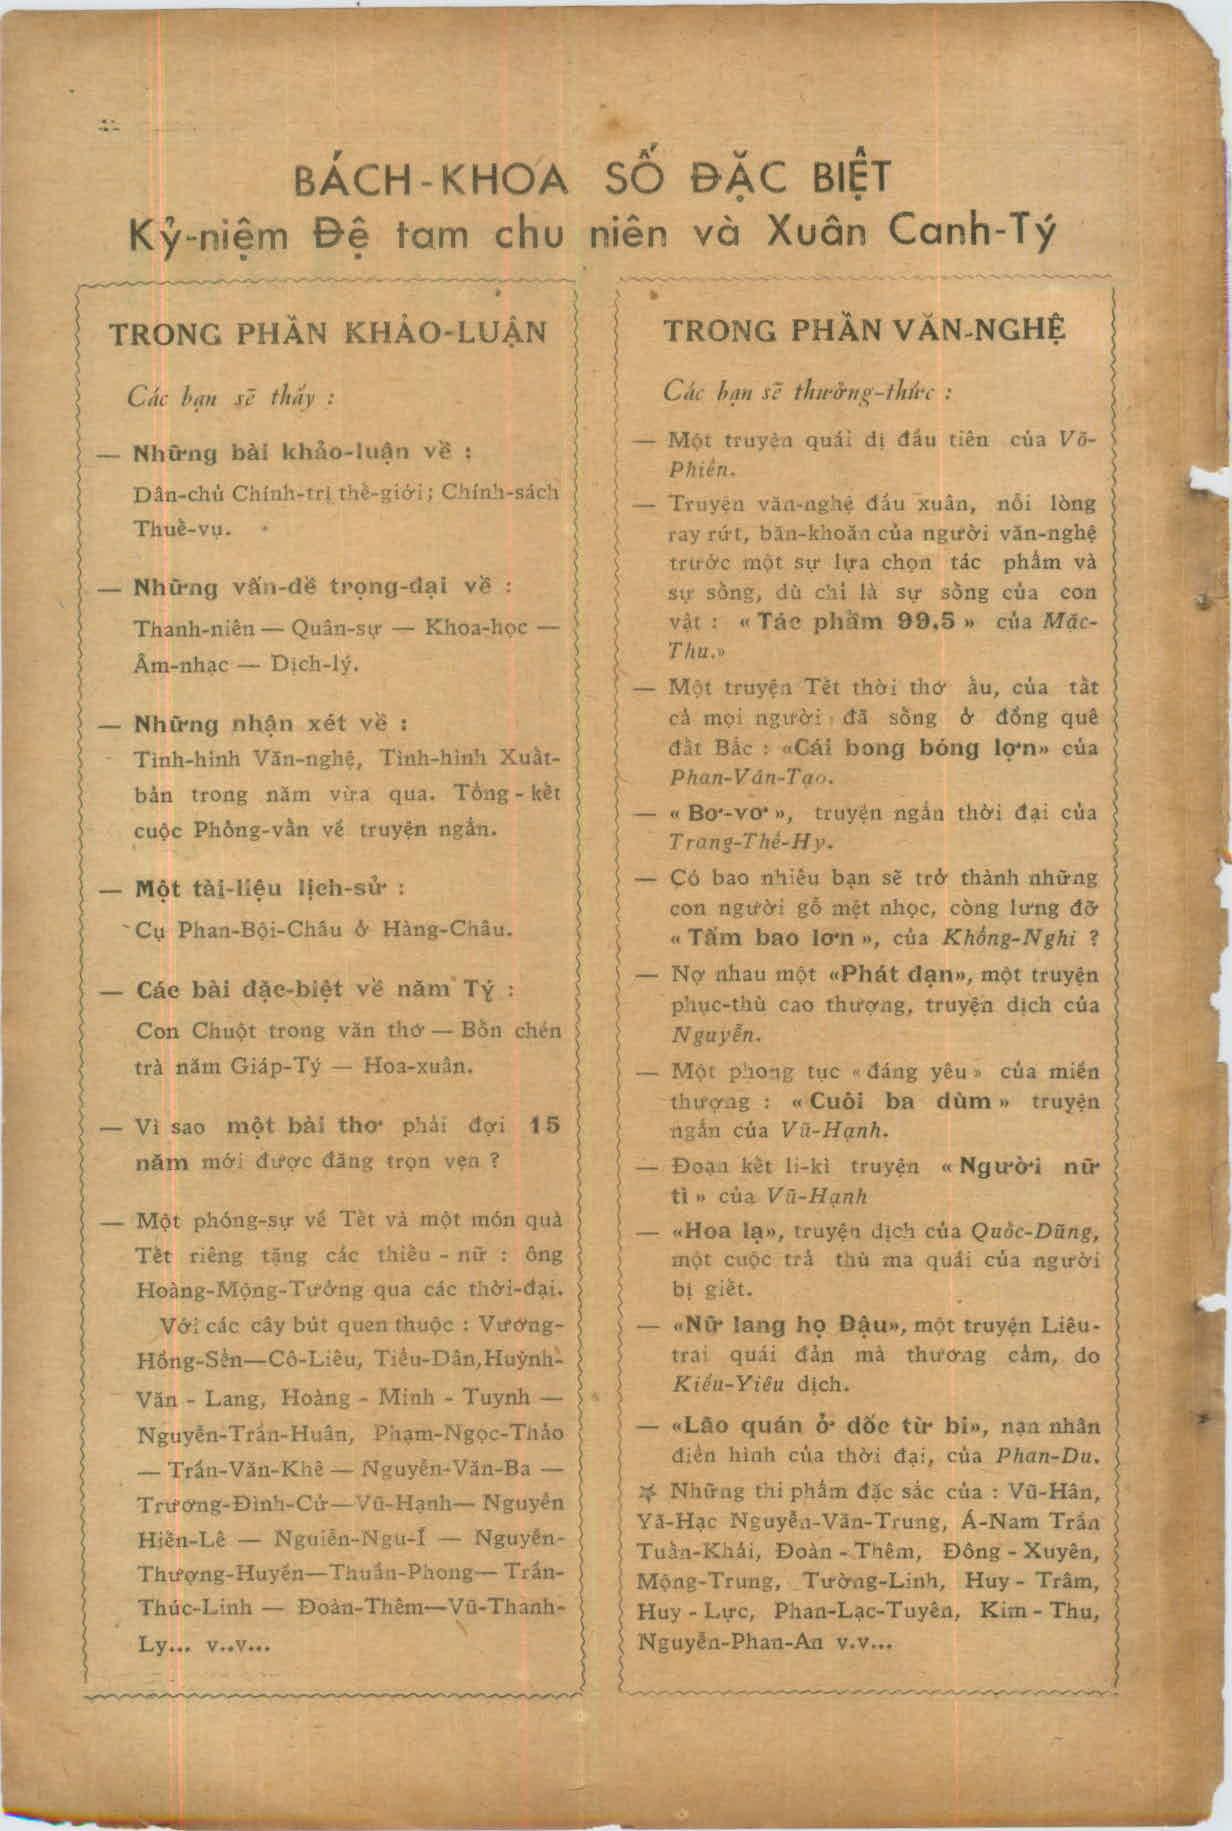 BÁCH-KHOA SỐ ĐẶC BIỆT
Kỷ-niệm Đệ tam chu niên và Xuân Canh-Tý
TRONG PHẦN KHẢO-LUẬN
Các bạn sẽ thấy :
— Những bài khảo-luận về :
Dân-chủ Chính-trị thế-giới; Chính-sách
Thuế-vụ.
— Những vấn-đề trọng-đại về :
Thanh-niên — Quân-sự — Khoa-học —
Âm-nhạc — Dịch-lý.
— Những nhận xét về :
Tình-hình Văn-nghệ, Tình-hình Xuất-
bản trong năm vừa qua. Tổng-kết
cuộc Phỏng-vấn về truyện ngắn.
— Một tài-liệu lịch-sử :
Cụ Phan-Bội-Châu ở Hàng-Châu.
— Các bài đặc-biệt về năm Tý :
Con Chuột trong văn thơ — Bốn chén
trà năm Giáp-Tý — Hoa-xuân.
— Vì sao một bài thơ phải đợi 15
năm mới được đăng trọn vẹn ?
— Một phóng-sự về Tết và một món quà
Tết riêng tặng các thiếu - nữ : ông
Hoàng-Mộng-Tưởng qua các thời-đại.
Với các cây bút quen thuộc : Vương-
Hồng-Sển—Cô-Liêu, Tiểu-Dân,Huỳnh-
Văn - Lang, Hoàng - Minh - Tuynh —
Nguyễn-Trần-Huân, Phạm-Ngọc-Thảo
— Trần-Văn-Khê — Nguyễn-Văn-Ba —
Trương-Đình-Cử—Vũ-Hạnh— Nguyễn
Hiến-Lê — Nguiễn-Ngu-Í — Nguyễn-
Thượng-Huyền—Thuần-Phong— Trần-
Thúc-Linh — Đoàn-Thêm—Vũ-Thanh-
Ly... v..v...
TRONG PHẦN VĂN-NGHỆ
Các bạn sẽ thưởng-thức :
— Một truyện quái dị đầu tiên của Võ-
Phiến.
— Truyện văn-nghệ đầu xuân, nỗi lòng
ray rứt, băn-khoăn của người văn-nghệ
trước một sự lựa chọn tác phẩm và
sự sống, dù chỉ là sự sống của con
vật : « Tác phẩm 99,5 » của Mặc-
Thu.»
— Một truyện Tết thời thơ ấu, của tất
cả mọi người đã sống ở đồng quê
đất Bắc : «Cái bong bóng lợn» của
Phan-Văn-Tạo.
— « Bơ-vơ », truyện ngắn thời đại của
Trang-Thế-Hy.
— Có bao nhiêu bạn sẽ trở thành những
con người gỗ mệt nhọc, còng lưng đỡ
« Tấm bao lơn », của Khổng-Nghi ?
— Nợ nhau một «Phát đạn», một truyện
phục-thù cao thượng, truyện dịch của
Nguyễn.
— Một phong tục « đáng yêu » của miền
thượng : « Cuôi ba dùm » truyện
ngắn của Vũ-Hạnh.
— Đoạn kết li-kì truyện « Người nữ
tì » của Vũ-Hạnh
— «Hoa lạ», truyện dịch của Quốc-Dũng,
một cuộc trả thù ma quái của người
bị giết.
— «Nữ lang họ Đậu», một truyện Liêu-
trai quái đản mà thương cảm, do
Kiều-Yiêu dịch.
— «Lão quán ở dốc từ bi», nạn nhân
điển hình của thời đại, của Phan-Du.
☆ Những thi phẩm đặc sắc của : Vũ-Hân,
Yã-Hạc Nguyễn-Văn-Trung, Á-Nam Trần
Tuấn-Khải, Đoàn - Thêm, Đông - Xuyên,
Mộng-Trung, Tường-Linh, Huy - Trâm,
Huy - Lực, Phan-Lạc-Tuyên, Kim - Thu,
Nguyễn-Phan-An v.v...